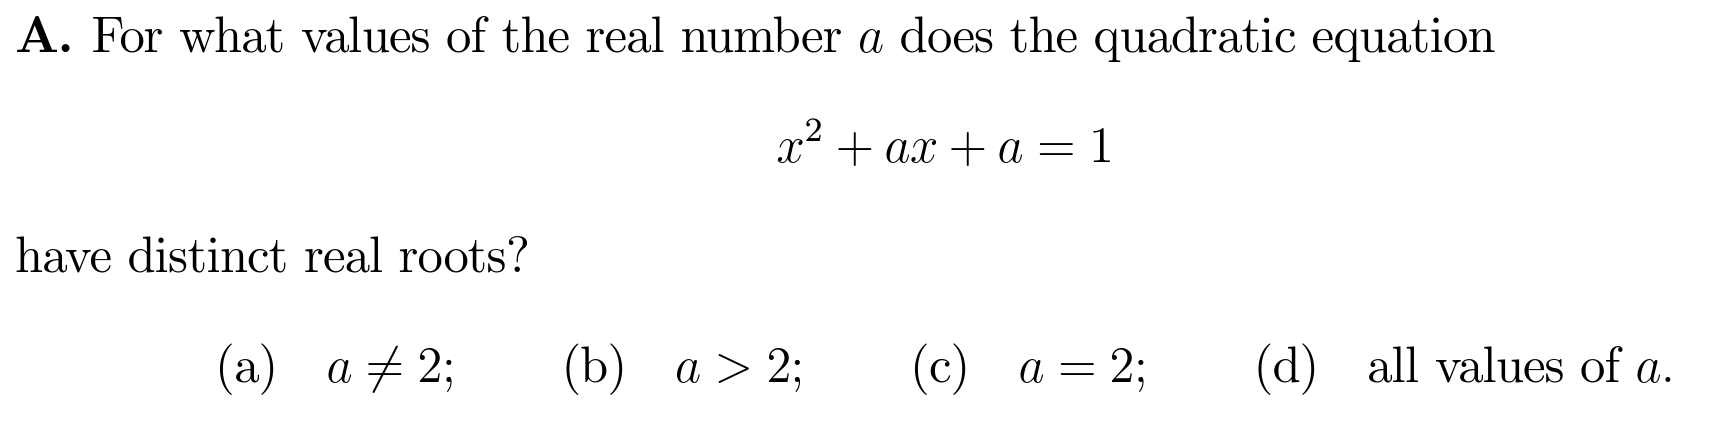 A. For what values of the real number a does the quadratic equation
x² + ax + a = 1
have distinct real roots?
(a) a ≠ 2; (b) a > 2; (c) a = 2; (d) all values of a.